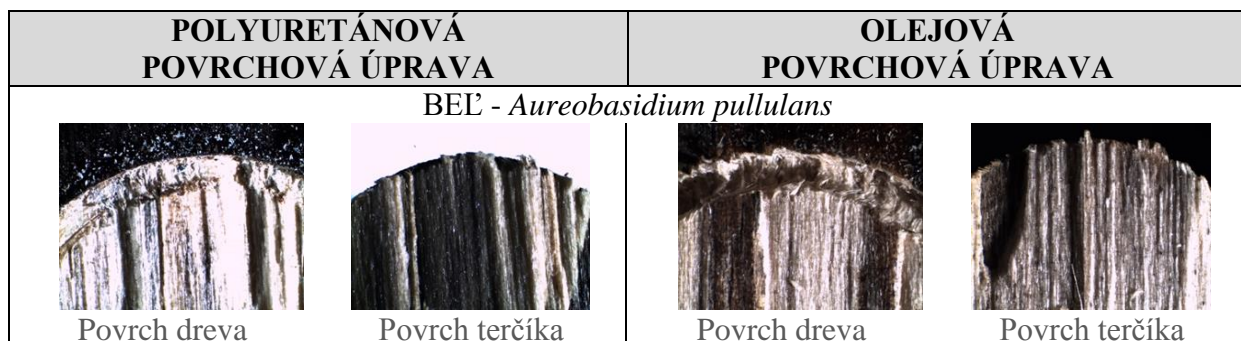 POLYURETÁNOVÁ
POVRCHOVÁ ÚPRAVA
OLEJOVÁ
POVRCHOVÁ ÚPRAVA
BEĽ - Aureobasidium pullulans
Povrch dreva
Povrch terčíka
Povrch dreva
Povrch terčíka